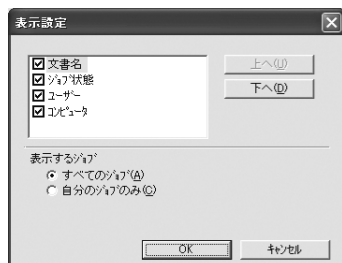 表示設定
文書名
ジョブ状態
ユーザー
コンピュータ
上へ(U)
下へ(D)
表示するジョブ
すべてのジョブ(A)
自分のジョブのみ(C)
OK
キャンセル